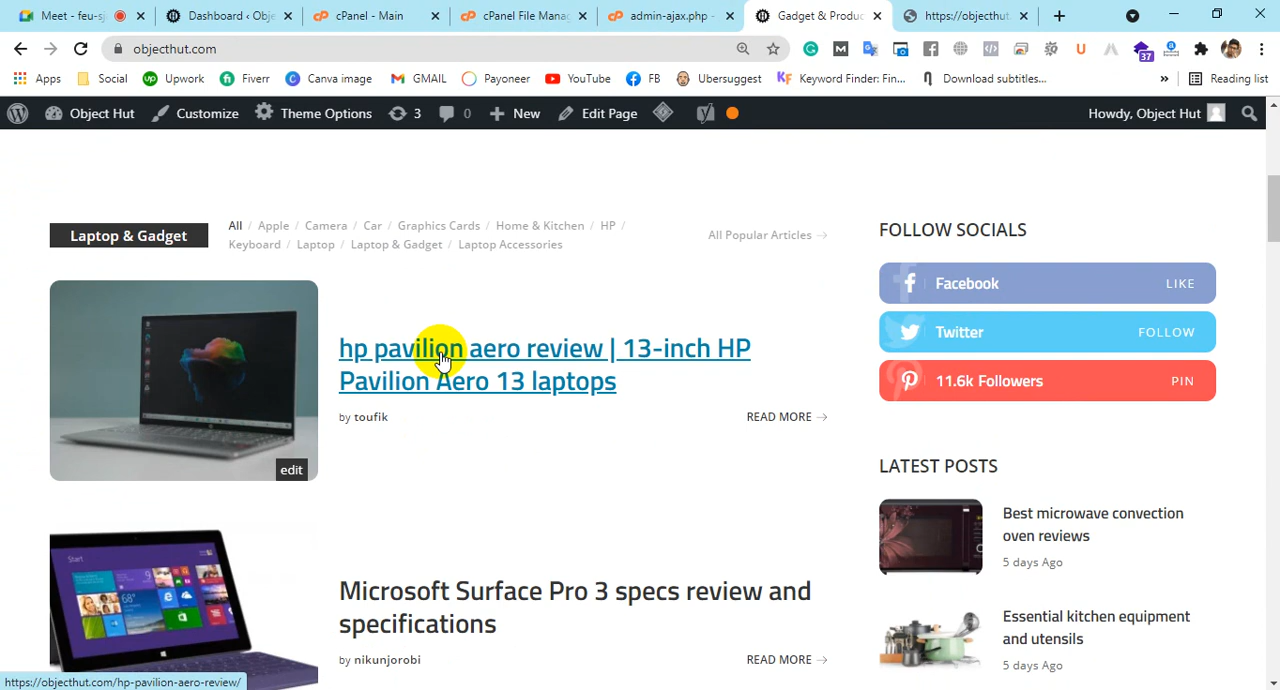 Meet - feu-sj
Dashboard ‹ Obje
cPanel - Main
cPanel File Manag
admin-ajax.php -
Gadget & Produc
https://objecthut.
objecthut.com
37
Apps
Social
Upwork
Fiverr
Canva image
GMAIL
Payoneer
YouTube
FB
Ubersuggest
Keyword Finder: Fin...
Download subtitles...
»
Reading list
Object Hut
Customize
Theme Options
3
0
New
Edit Page
Howdy, Object Hut
Laptop & Gadget
All / Apple / Camera / Car / Graphics Cards / Home & Kitchen / HP /
Keyboard / Laptop / Laptop & Gadget / Laptop Accessories
All Popular Articles →
hp pavilion aero review | 13-inch HP
Pavilion Aero 13 laptops
by toufik
READ MORE →
edit
Microsoft Surface Pro 3 specs review and
specifications
by nikunjorobi
READ MORE →
Start
FOLLOW SOCIALS
Facebook LIKE
Twitter FOLLOW
11.6k Followers PIN
LATEST POSTS
Best microwave convection
oven reviews
5 days Ago
Essential kitchen equipment
and utensils
5 days Ago
https://objecthut.com/hp-pavilion-aero-review/